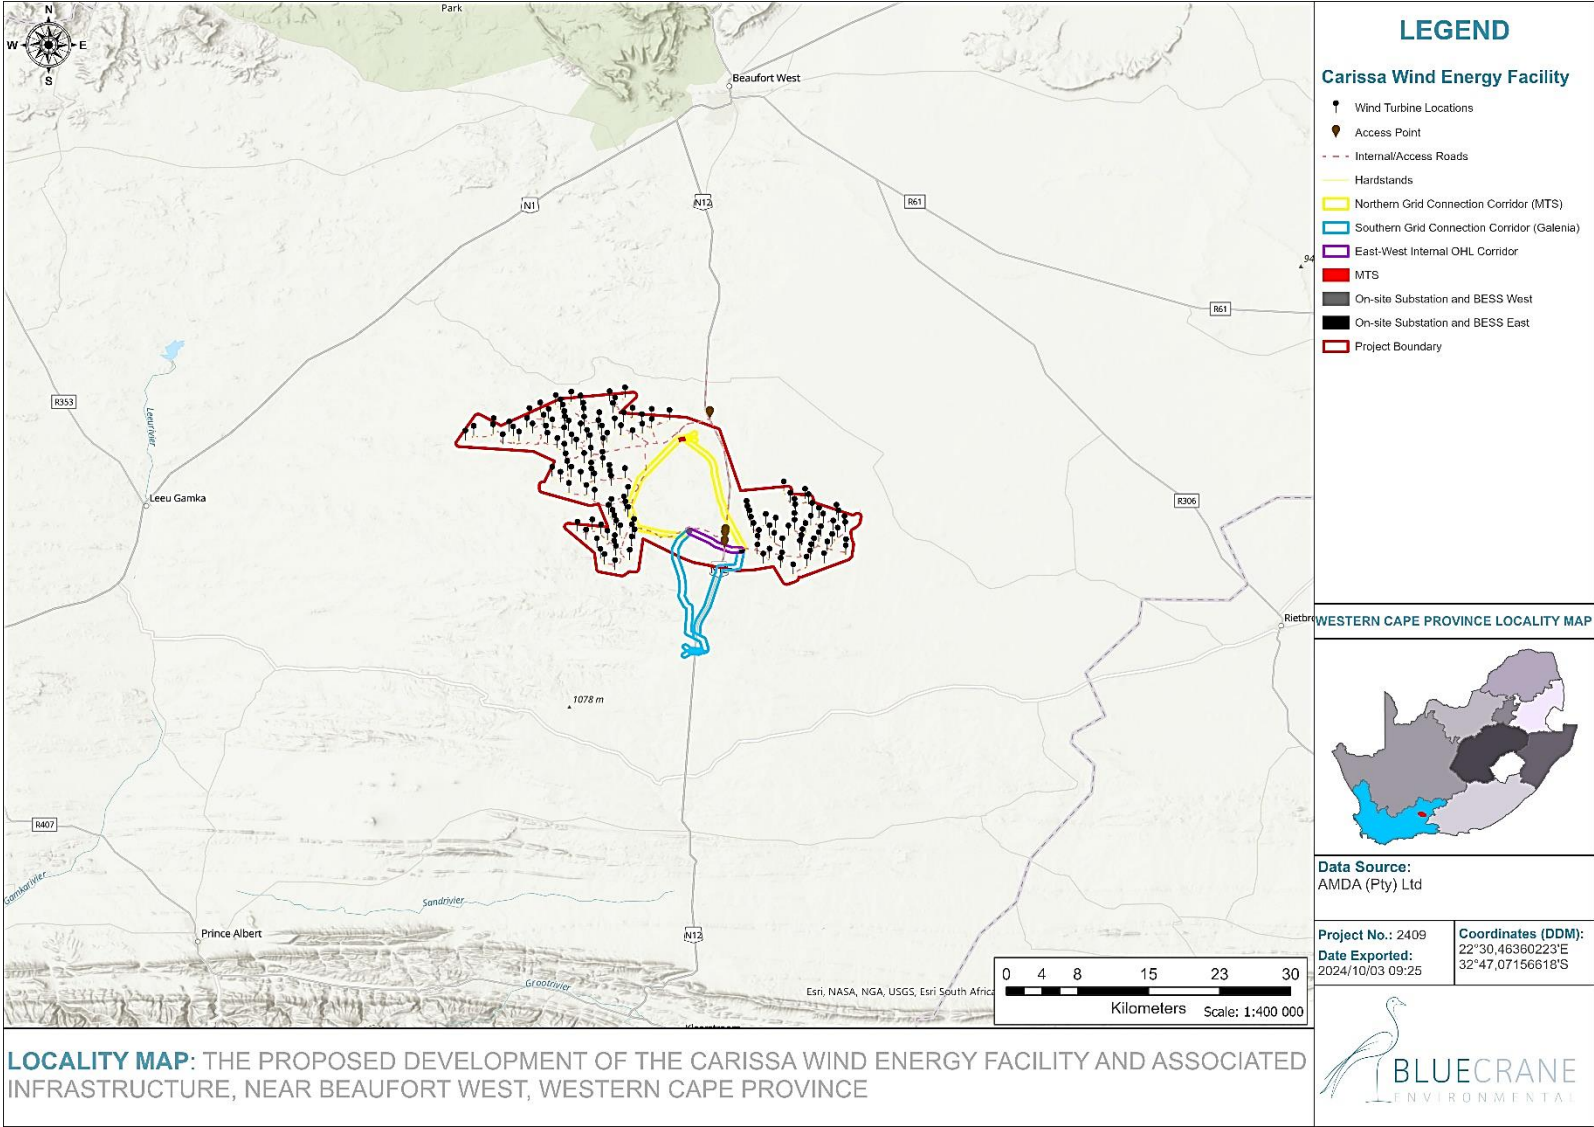 N
W
E
S
Park
Beaufort West
N1
N12
R61
R61
94
R353
Leeurivier
Leeu Gamka
R306
Rietbro
1078 m
R407
Gamkarivier
Sandrivier
Prince Albert
N12
Grootrivier
Esri, NASA, NGA, USGS, Esri South Africa
0 4 8 15 23 30
Kilometers
Scale: 1:400 000
LEGEND
Carissa Wind Energy Facility
Wind Turbine Locations
Access Point
Internal/Access Roads
Hardstands
Northern Grid Connection Corridor (MTS)
Southern Grid Connection Corridor (Galenia)
East-West Internal OHL Corridor
MTS
On-site Substation and BESS West
On-site Substation and BESS East
Project Boundary
WESTERN CAPE PROVINCE LOCALITY MAP
Data Source:
AMDA (Pty) Ltd
Project No.: 2409
Date Exported:
2024/10/03 09:25
Coordinates (DDM):
22°30,46360223'E
32°47,07156618'S
BLUECRANE
ENVIRONMENTAL
LOCALITY MAP: THE PROPOSED DEVELOPMENT OF THE CARISSA WIND ENERGY FACILITY AND ASSOCIATED
INFRASTRUCTURE, NEAR BEAUFORT WEST, WESTERN CAPE PROVINCE